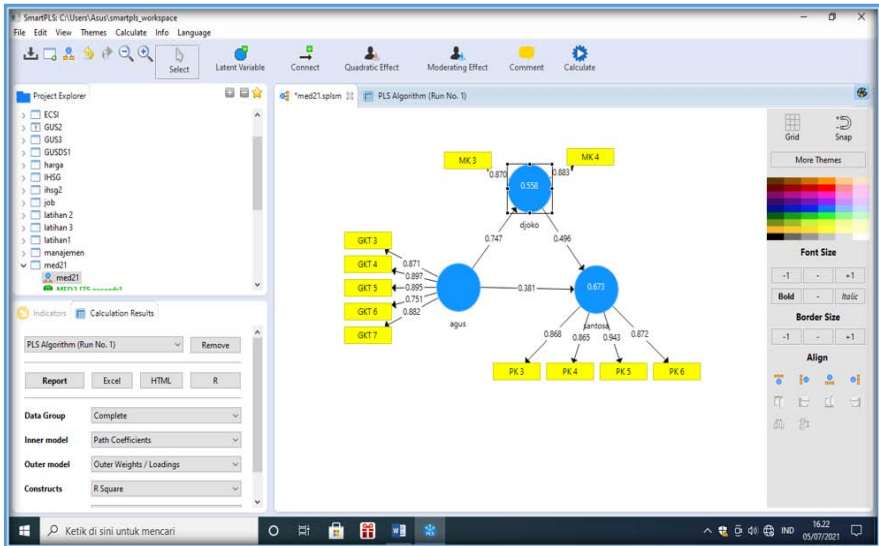 SmartPLS: C:\Users\Asus\smartpls_workspace
File Edit View Themes Calculate Info Language
Select
Latent Variable
Connect
Quadratic Effect
Moderating Effect
Comment
Calculate
Project Explorer
ECSI
GUS2
GUS3
GUSDS1
harga
IHSG
ihsg2
job
latihan 2
latihan 3
latihan1
manajemen
med21
med21
MED2 [75 records]
Indicators
Calculation Results
PLS Algorithm (Run No. 1)
Remove
Report
Excel
HTML
R
Data Group
Complete
Inner model
Path Coefficients
Outer model
Outer Weights / Loadings
Constructs
R Square
*med21.splsm
PLS Algorithm (Run No. 1)
MK 3
MK 4
0.870
0.883
0.558
djoko
0.747
0.496
GKT 3
GKT 4
GKT 5
GKT 6
GKT 7
0.871
0.897
0.895
0.751
0.882
agus
0.381
0.673
santosa
0.868
0.865
0.943
0.872
PK 3
PK 4
PK 5
PK 6
Grid
Snap
More Themes
Font Size
-1
-
+1
Bold
-
Italic
Border Size
-1
-
+1
Align
Ketik di sini untuk mencari
IND
16.22
05/07/2021